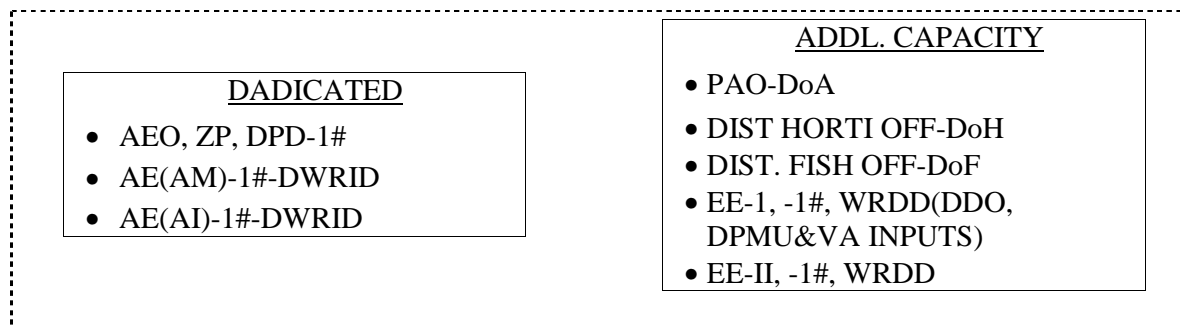 DADICATED
• AEO, ZP, DPD-1#
• AE(AM)-1#-DWRID
• AE(AI)-1#-DWRID
ADDL. CAPACITY
• PAO-DoA
• DIST HORTI OFF-DoH
• DIST. FISH OFF-DoF
• EE-1, -1#, WRDD(DDO,
DPMU&VA INPUTS)
• EE-II, -1#, WRDD